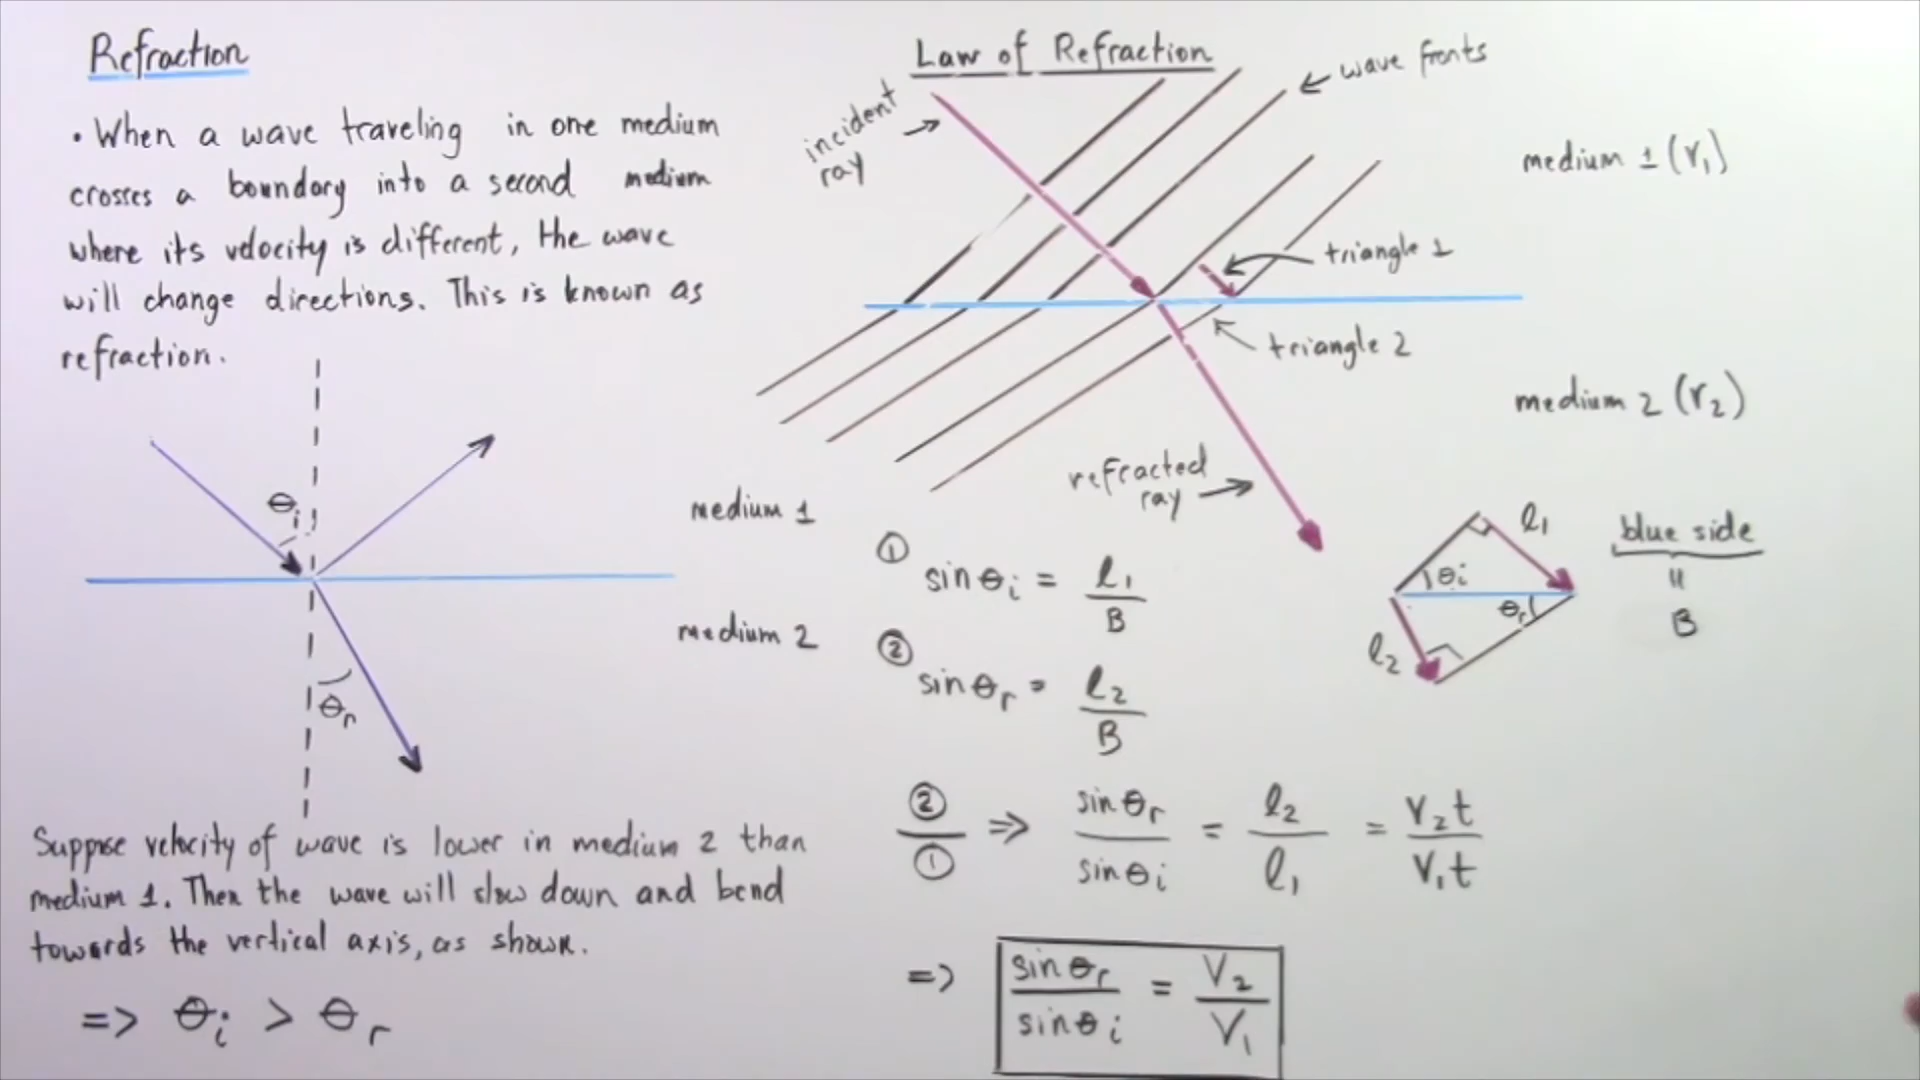 Refraction
• When a wave traveling in one medium
crosses a boundary into a second medium
where its velocity is different, the wave
will change directions. This is known as
refraction.
θi
medium 1
medium 2
θr
Suppose velocity of wave is lower in medium 2 than
medium 1. Then the wave will slow down and bend
towards the vertical axis, as shown.
=> θi > θr
Law of Refraction
← wave fronts
incident
ray →
medium 1 (V1)
triangle 1
triangle 2
medium 2 (V2)
refracted
ray →
① sin θi = l1 / B
② sin θr = l2 / B
l1
θi
θr
l2
blue side
"
B
② / ① => sin θr / sin θi = l2 / l1 = V2t / V1t
=> sin θr / sin θi = V2 / V1